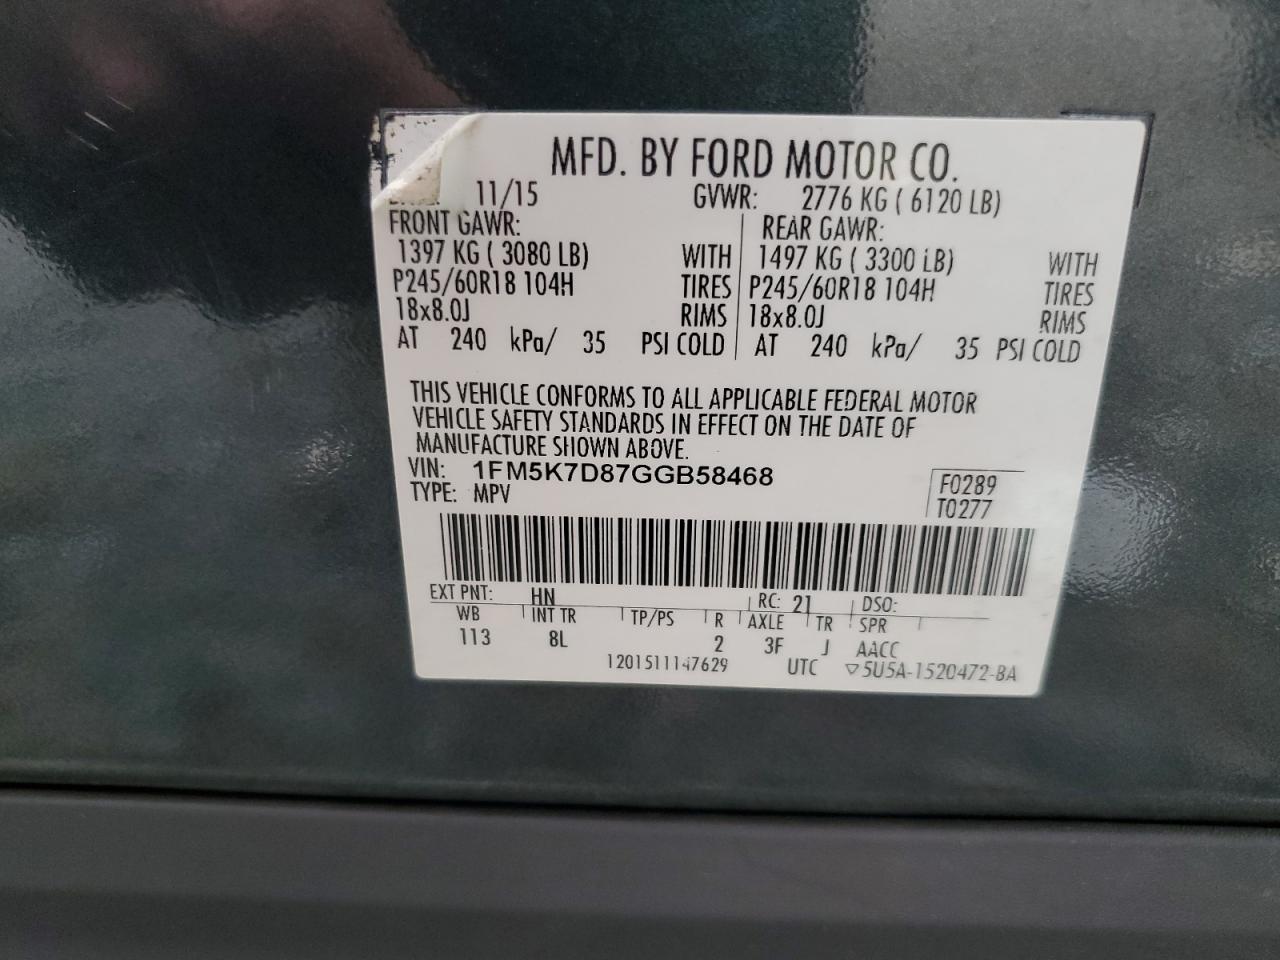 MFD. BY FORD MOTOR CO.
11/15 GVWR: 2776 KG ( 6120 LB)
FRONT GAWR: REAR GAWR:
1397 KG ( 3080 LB) WITH 1497 KG ( 3300 LB) WITH
P245/60R18 104H TIRES P245/60R18 104H TIRES
18x8.0J RIMS 18x8.0J RIMS
AT 240 kPa/ 35 PSI COLD AT 240 kPa/ 35 PSI COLD
THIS VEHICLE CONFORMS TO ALL APPLICABLE FEDERAL MOTOR
VEHICLE SAFETY STANDARDS IN EFFECT ON THE DATE OF
MANUFACTURE SHOWN ABOVE.
VIN: 1FM5K7D87GGB58468
TYPE: MPV
F0289
T0277
EXT PNT: HN RC: 21 DSO:
WB INT TR TP/PS R AXLE TR SPR
113 8L 2 3F J AACC
1201511147629 UTC ▽5U5A-1520472-BA